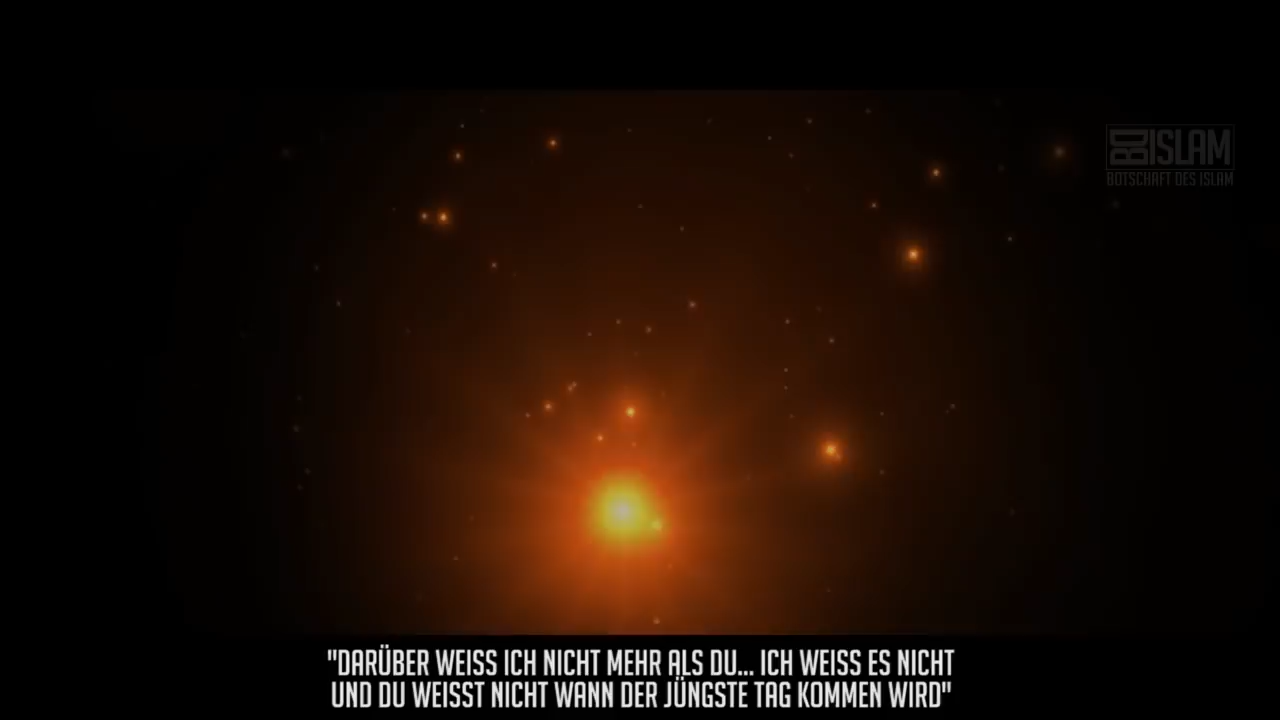 BDISLAM
BOTSCHAFT DES ISLAM
"DARÜBER WEISS ICH NICHT MEHR ALS DU... ICH WEISS ES NICHT
UND DU WEISST NICHT WANN DER JÜNGSTE TAG KOMMEN WIRD"